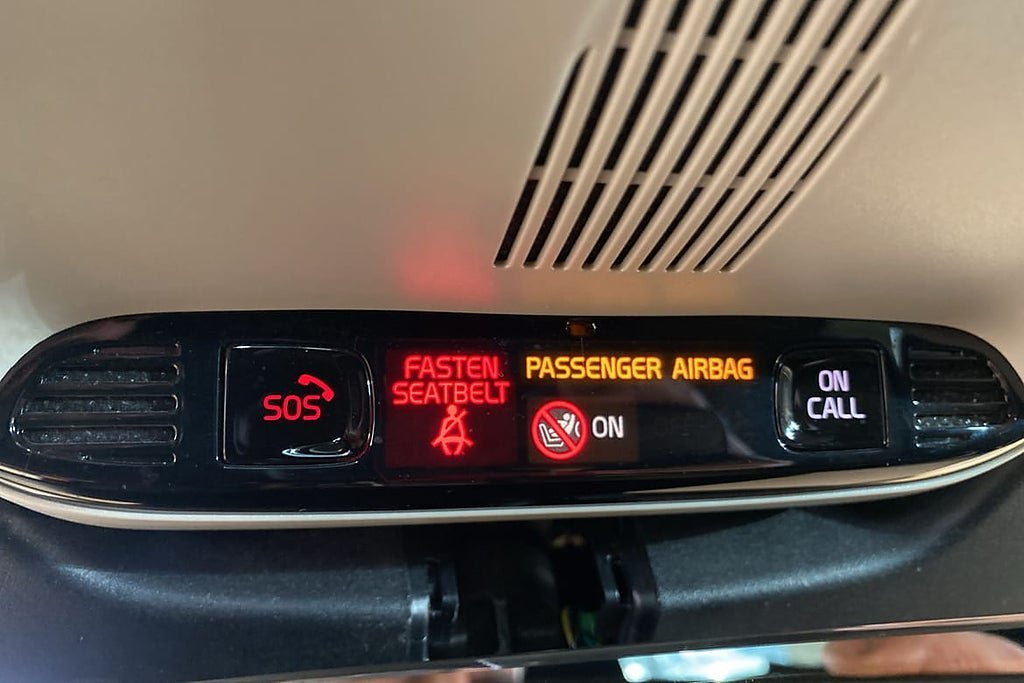 SOS
FASTEN
SEATBELT
PASSENGER AIRBAG
ON
ON
CALL